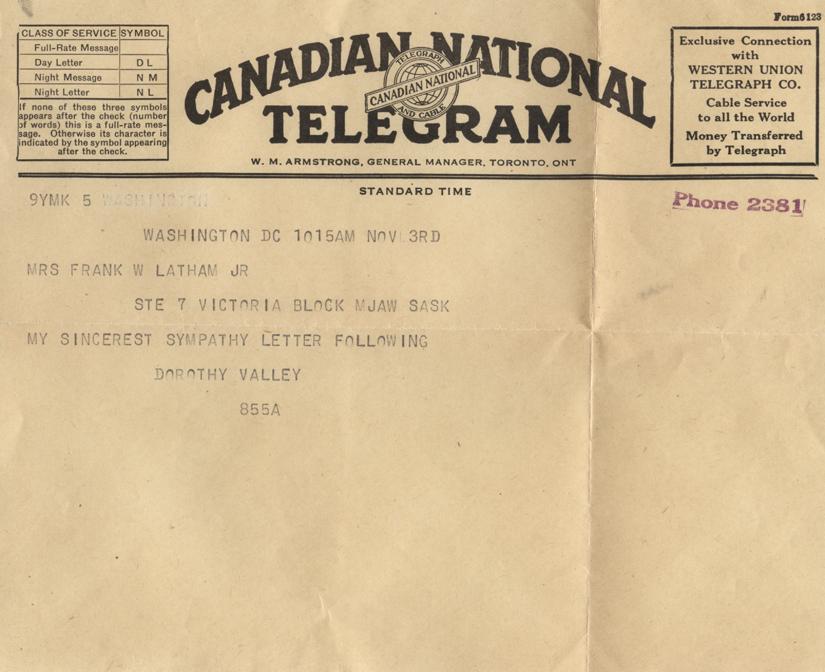 Form 6123
CLASS OF SERVICE SYMBOL
Full-Rate Message
Day Letter D L
Night Message N M
Night Letter N L
If none of these three symbols
appears after the check (number
of words) this is a full-rate mes-
sage. Otherwise its character is
indicated by the symbol appearing
after the check.
CANADIAN NATIONAL
TELEGRAPH
CANADIAN NATIONAL
AND CABLE
TELEGRAM
W. M. ARMSTRONG, GENERAL MANAGER, TORONTO, ONT
Exclusive Connection
with
WESTERN UNION
TELEGRAPH CO.
Cable Service
to all the World
Money Transferred
by Telegraph
STANDARD TIME
Phone 2381
9YMK 5 WASHINGTON
WASHINGTON DC 1015AM NOV 3RD
MRS FRANK W LATHAM JR
STE 7 VICTORIA BLOCK MJAW SASK
MY SINCEREST SYMPATHY LETTER FOLLOWING
DOROTHY VALLEY
855A